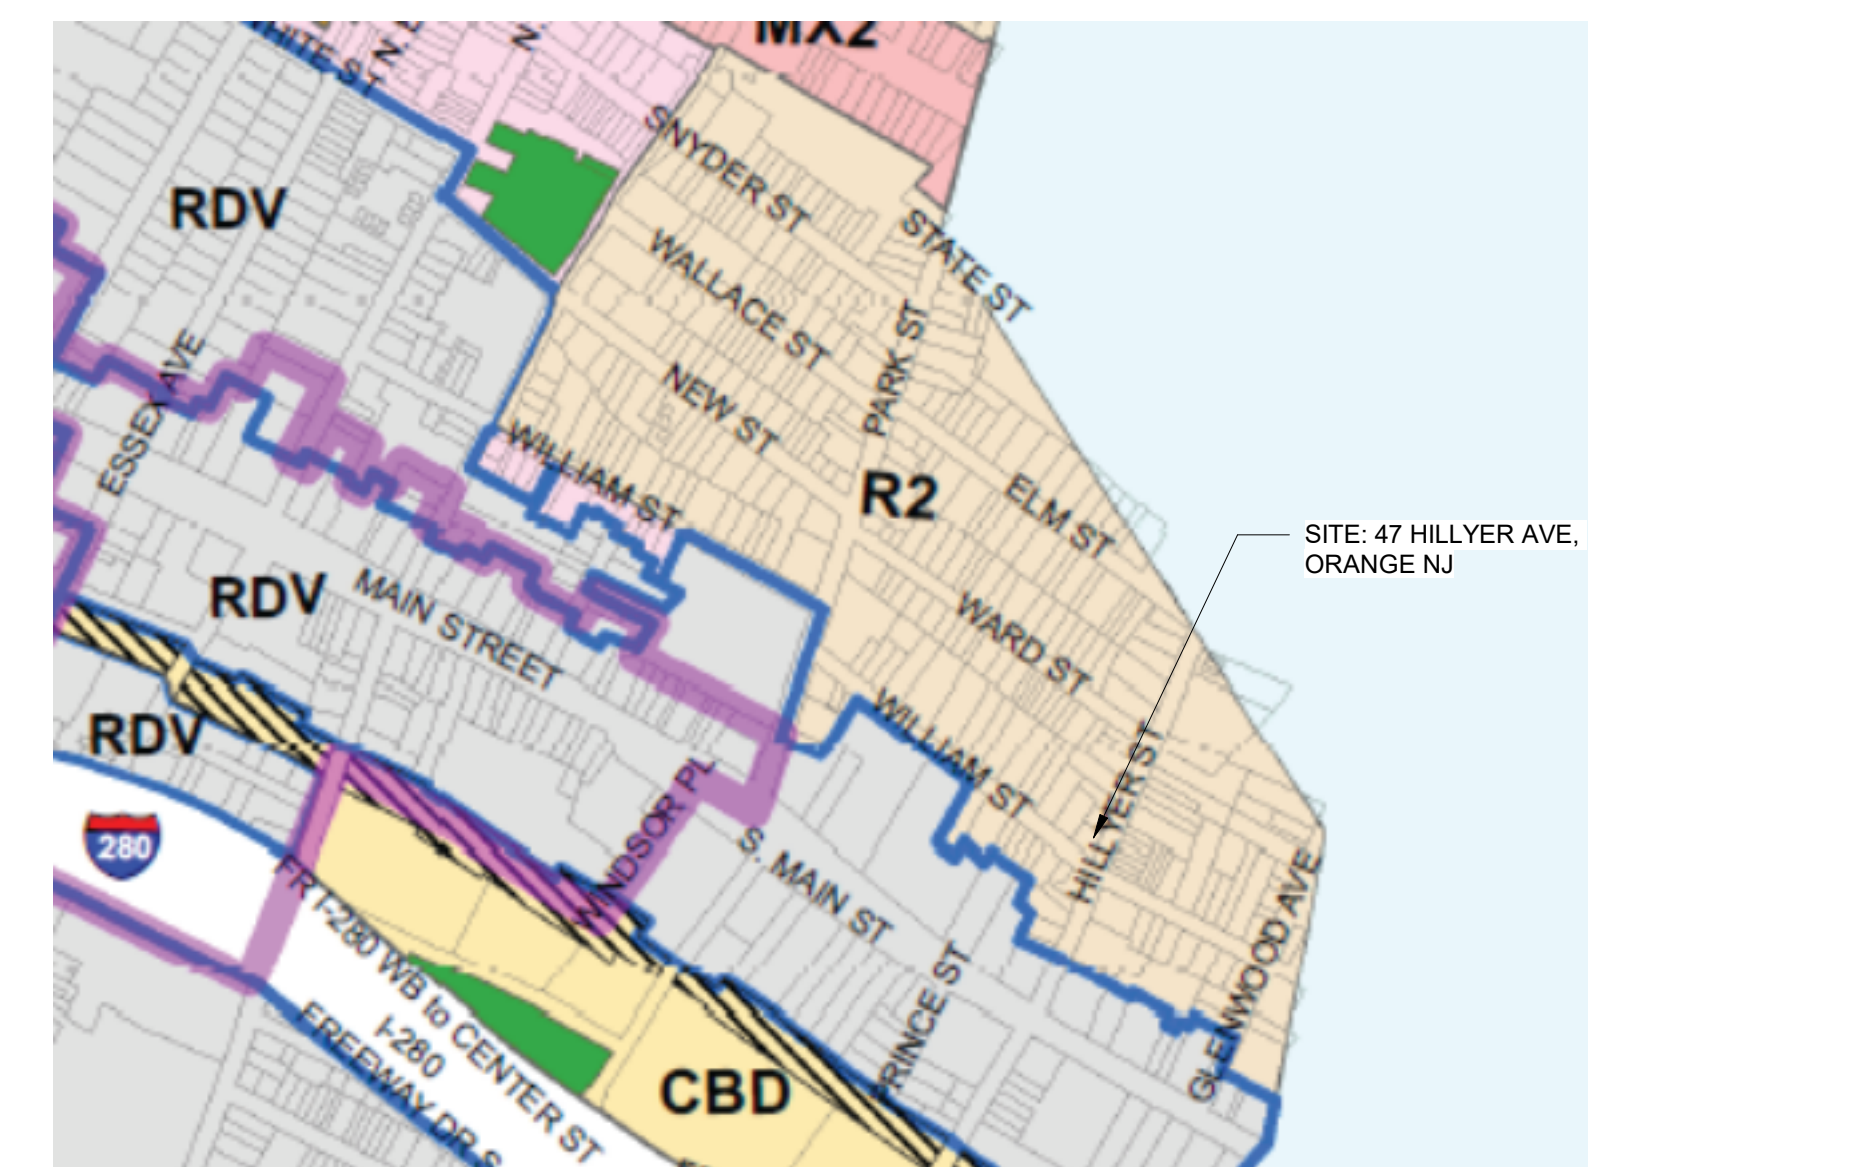 MX2
N.
N.
SNYDER ST
RDV
STATE ST
WALLACE ST
PARK ST
ESSEX AVE
NEW ST
WILLIAM ST
R2
ELM ST
SITE: 47 HILLYER AVE,
ORANGE NJ
RDV
MAIN STREET
WARD ST
RDV
WILLIAM ST
HILLYER ST
WINDSOR PL
280
S. MAIN ST
FR I-280 WB to CENTER ST
GLENWOOD AVE
PRINCE ST
I-280
FREEWAY DR S
CBD